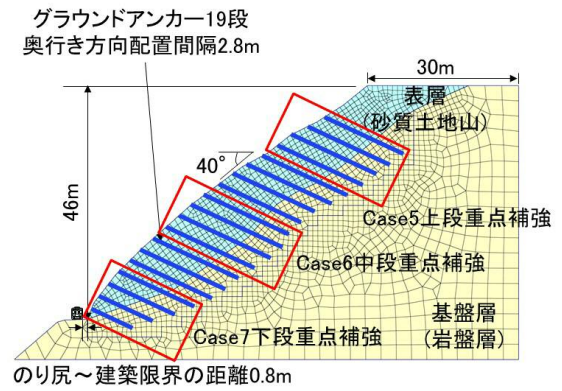 グラウンドアンカー19段
奥行き方向配置間隔2.8m
30m
表層
(砂質土地山)
40°
46m
Case5上段重点補強
Case6中段重点補強
基盤層
(岩盤層)
Case7下段重点補強
のり尻～建築限界の距離0.8m